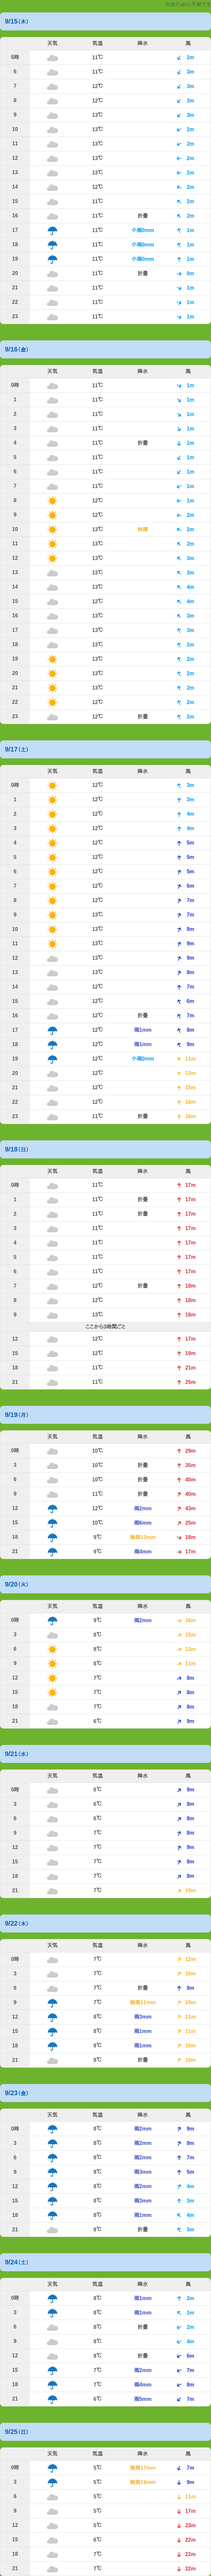 9/15(木)
天気 気温 降水 風
5時 11℃ 2m
6 11℃ 3m
7 12℃ 3m
8 12℃ 3m
9 13℃ 3m
10 13℃ 2m
11 13℃ 2m
12 13℃ 2m
13 13℃ 2m
14 12℃ 2m
15 11℃ 2m
16 11℃ 折畳 2m
17 11℃ 小雨0mm 1m
18 11℃ 小雨0mm 1m
19 11℃ 小雨0mm 1m
20 11℃ 折畳 0m
21 11℃ 1m
22 11℃ 1m
23 11℃ 1m
9/16(金)
天気 気温 降水 風
0時 11℃ 1m
1 11℃ 1m
2 11℃ 1m
3 11℃ 1m
4 11℃ 折畳 1m
5 11℃ 1m
6 11℃ 1m
7 11℃ 1m
8 12℃ 1m
9 12℃ 2m
10 13℃ 2m
11 13℃ 2m
12 13℃ 3m
13 13℃ 3m
14 13℃ 4m
15 12℃ 4m
16 13℃ 3m
17 13℃ 3m
18 13℃ 2m
19 13℃ 2m
20 13℃ 2m
21 13℃ 2m
22 12℃ 2m
23 12℃ 折畳 2m
9/17(土)
天気 気温 降水 風
0時 12℃ 3m
1 12℃ 3m
2 12℃ 4m
3 12℃ 4m
4 12℃ 5m
5 12℃ 5m
6 12℃ 5m
7 12℃ 6m
8 12℃ 7m
9 13℃ 7m
10 13℃ 8m
11 13℃ 9m
12 13℃ 9m
13 13℃ 8m
14 12℃ 7m
15 12℃ 6m
16 12℃ 折畳 7m
17 12℃ 雨1mm 8m
18 12℃ 雨1mm 9m
19 12℃ 小雨0mm 11m
20 12℃ 13m
21 12℃ 15m
22 12℃ 16m
23 11℃ 折畳 16m
9/18(日)
天気 気温 降水 風
0時 11℃ 17m
1 11℃ 折畳 17m
2 11℃ 折畳 17m
3 11℃ 17m
4 11℃ 17m
5 11℃ 17m
6 11℃ 17m
7 12℃ 折畳 18m
8 12℃ 18m
9 13℃ 18m
ここから3時間ごと
12 12℃ 17m
15 12℃ 19m
18 11℃ 21m
21 11℃ 25m
9/19(月)
天気 気温 降水 風
0時 10℃ 29m
3 10℃ 折畳 35m
6 10℃ 折畳 40m
9 11℃ 折畳 40m
12 12℃ 雨2mm 43m
15 10℃ 雨6mm 25m
18 9℃ 強雨13mm 18m
21 9℃ 雨4mm 17m
9/20(火)
天気 気温 降水 風
0時 9℃ 雨2mm 16m
3 8℃ 15m
6 8℃ 13m
9 8℃ 11m
12 7℃ 8m
15 7℃ 8m
18 7℃ 8m
21 6℃ 9m
9/21(水)
天気 気温 降水 風
0時 6℃ 9m
3 6℃ 8m
6 6℃ 8m
9 7℃ 8m
12 7℃ 9m
15 7℃ 8m
18 7℃ 8m
21 7℃ 10m
9/22(木)
天気 気温 降水 風
0時 7℃ 12m
3 7℃ 10m
6 8℃ 折畳 8m
9 7℃ 強雨11mm 10m
12 8℃ 雨3mm 11m
15 8℃ 雨1mm 11m
18 8℃ 雨1mm 10m
21 8℃ 折畳 10m
9/23(金)
天気 気温 降水 風
0時 8℃ 雨2mm 9m
3 8℃ 雨2mm 8m
6 8℃ 雨2mm 7m
9 8℃ 雨3mm 5m
12 8℃ 雨2mm 4m
15 8℃ 雨3mm 3m
18 8℃ 雨1mm 4m
21 8℃ 折畳 3m
9/24(土)
天気 気温 降水 風
0時 8℃ 雨1mm 2m
3 8℃ 雨1mm 1m
6 8℃ 折畳 2m
9 8℃ 4m
12 8℃ 折畳 6m
15 7℃ 雨2mm 7m
18 7℃ 雨4mm 8m
21 6℃ 雨5mm 7m
9/25(日)
天気 気温 降水 風
0時 5℃ 強雨17mm 7m
3 5℃ 強雨19mm 9m
6 5℃ 11m
9 5℃ 17m
12 5℃ 23m
15 6℃ 22m
18 7℃ 22m
21 7℃ 22m